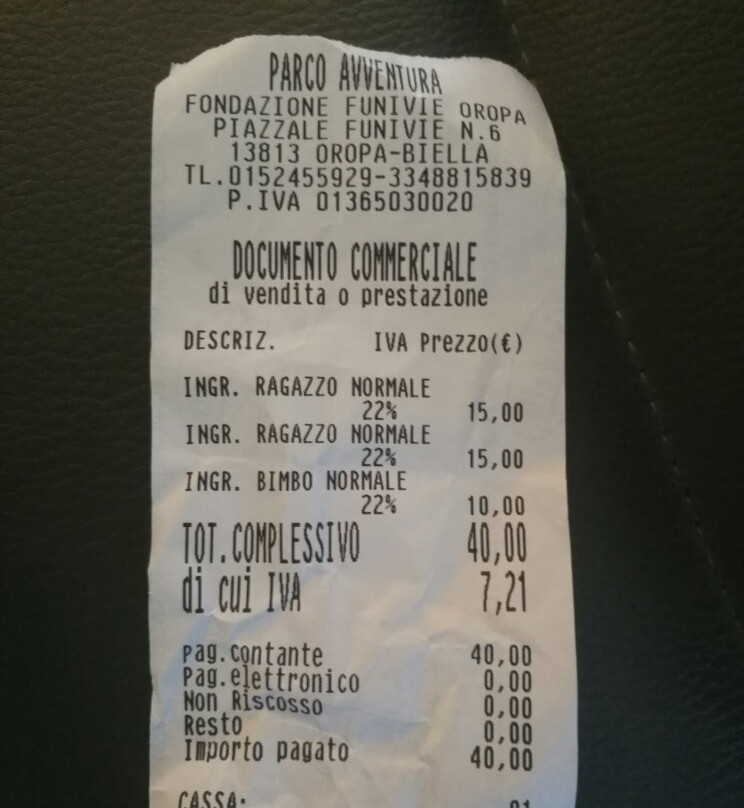 PARCO AVVENTURA
FONDAZIONE FUNIVIE OROPA
PIAZZALE FUNIVIE N.6
13813 OROPA-BIELLA
TL.0152455929-3348815839
P.IVA 01365030020
DOCUMENTO COMMERCIALE
di vendita o prestazione
DESCRIZ. IVA Prezzo(€)
INGR. RAGAZZO NORMALE
22% 15,00
INGR. RAGAZZO NORMALE
22% 15,00
INGR. BIMBO NORMALE
22% 10,00
TOT.COMPLESSIVO 40,00
di cui IVA 7,21
Pag.contante 40,00
Pag.elettronico 0,00
Non Riscosso 0,00
Resto 0,00
Importo pagato 40,00
CASSA: 01